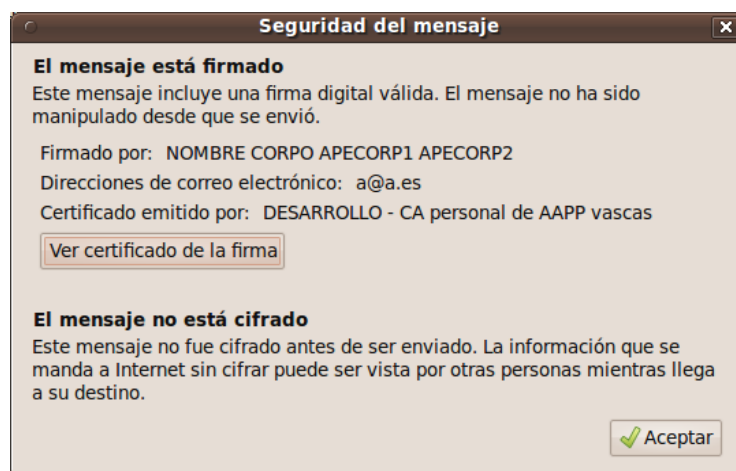 Seguridad del mensaje
El mensaje está firmado
Este mensaje incluye una firma digital válida. El mensaje no ha sido
manipulado desde que se envió.
Firmado por: NOMBRE CORPO APECORP1 APECORP2
Direcciones de correo electrónico: a@a.es
Certificado emitido por: DESARROLLO - CA personal de AAPP vascas
Ver certificado de la firma
El mensaje no está cifrado
Este mensaje no fue cifrado antes de ser enviado. La información que se
manda a Internet sin cifrar puede ser vista por otras personas mientras llega
a su destino.
Aceptar